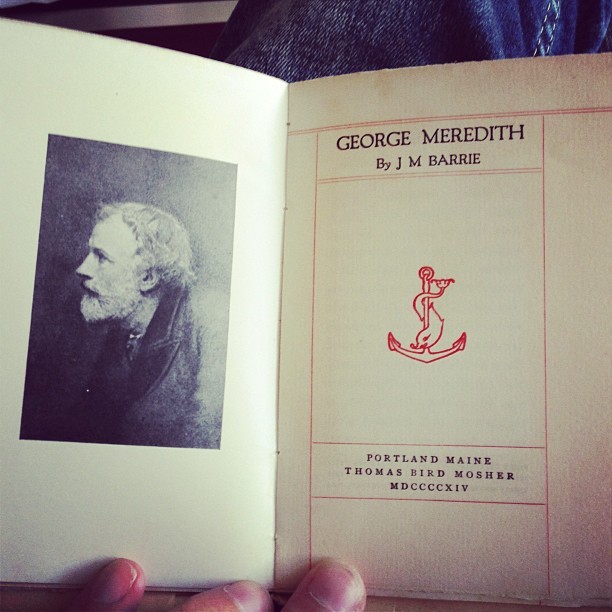 GEORGE MEREDITH
By J M BARRIE
PORTLAND MAINE
THOMAS BIRD MOSHER
MDCCCCXIV